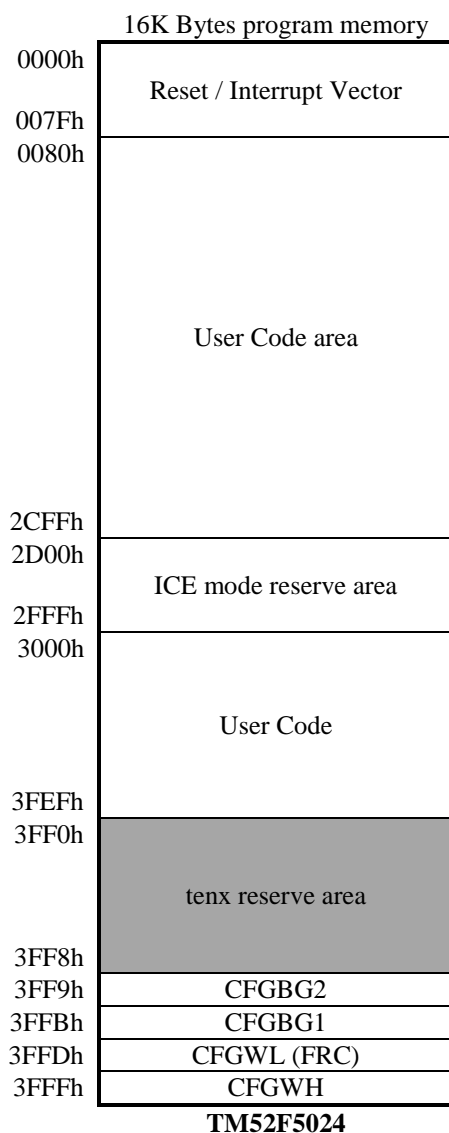 16K Bytes program memory
0000h
Reset / Interrupt Vector
007Fh
0080h
User Code area
2CFFh
2D00h
ICE mode reserve area
2FFFh
3000h
User Code
3FEFh
3FF0h
tenx reserve area
3FF8h
3FF9h CFGBG2
3FFBh CFGBG1
3FFDh CFGWL (FRC)
3FFFh CFGWH
TM52F5024